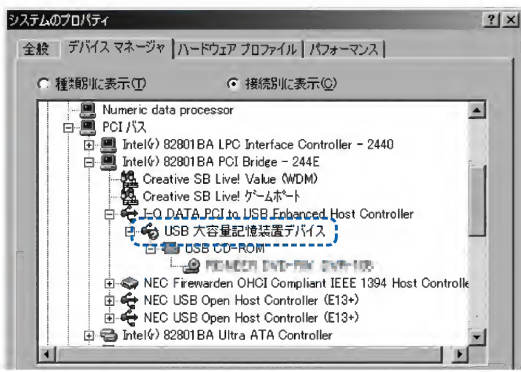 システムのプロパティ
全般 デバイス マネージャ ハードウェア プロファイル パフォーマンス
種類別に表示(T) 接続別に表示(C)
Numeric data processor
PCI バス
Intel(r) 82801BA LPC Interface Controller - 2440
Intel(r) 82801BA PCI Bridge - 244E
Creative SB Live! Value (WDM)
Creative SB Live! ゲームポート
I-O DATA PCI to USB Enhanced Host Controller
USB 大容量記憶装置デバイス
USB CD-ROM
PIONEER DVD-RW DVR-105
NEC Firewarden OHCI Compliant IEEE 1394 Host Controlle
NEC USB Open Host Controller (E13+)
NEC USB Open Host Controller (E13+)
Intel(r) 82801BA Ultra ATA Controller